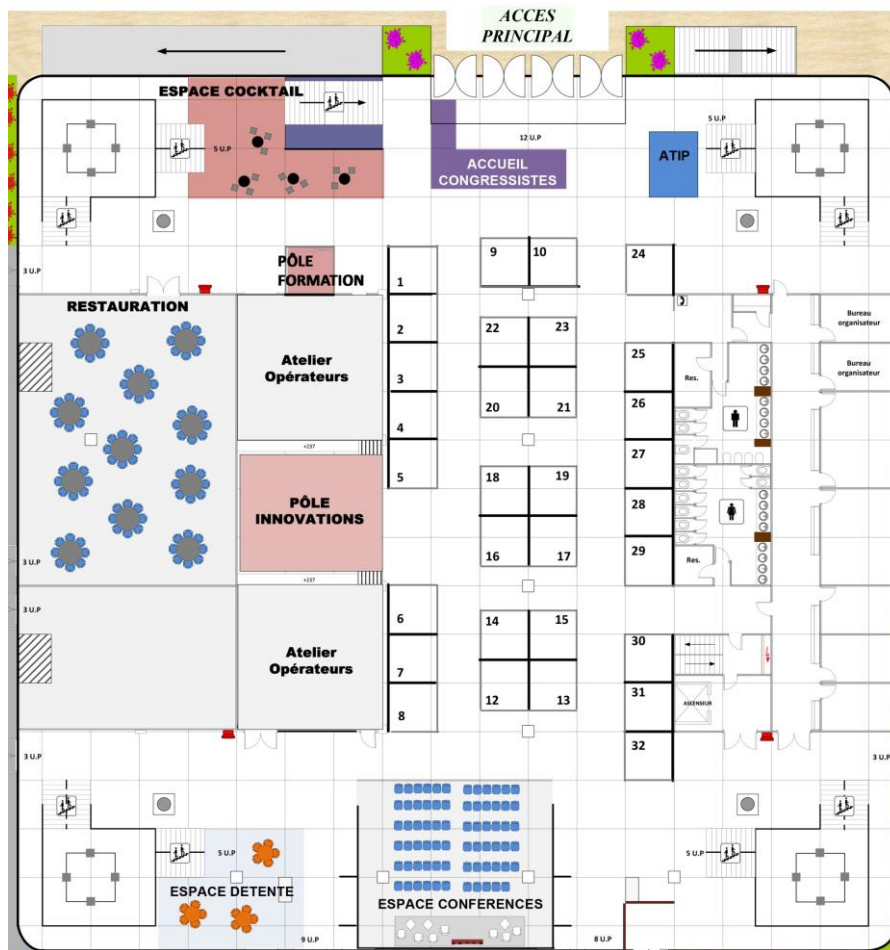 ACCES
PRINCIPAL
ESPACE COCKTAIL
5 U.P
12 U.P
5 U.P
ACCUEIL
CONGRESSISTES
ATIP
3 U.P
PÔLE
FORMATION
1
9
10
24
RESTAURATION
Bureau
organisateur
2
22
23
Atelier
Opérateurs
3
25
Res.
Bureau
organisateur
20
21
4
26
+237
5
27
18
19
PÔLE
INNOVATIONS
28
16
17
29
Res.
3 U.P
+237
3 U.P
6
14
15
30
Atelier
Opérateurs
7
12
13
31
ASCENSEUR
8
32
3 U.P
3 U.P
5 U.P
5 U.P
ESPACE DETENTE
ESPACE CONFERENCES
9 U.P
8 U.P